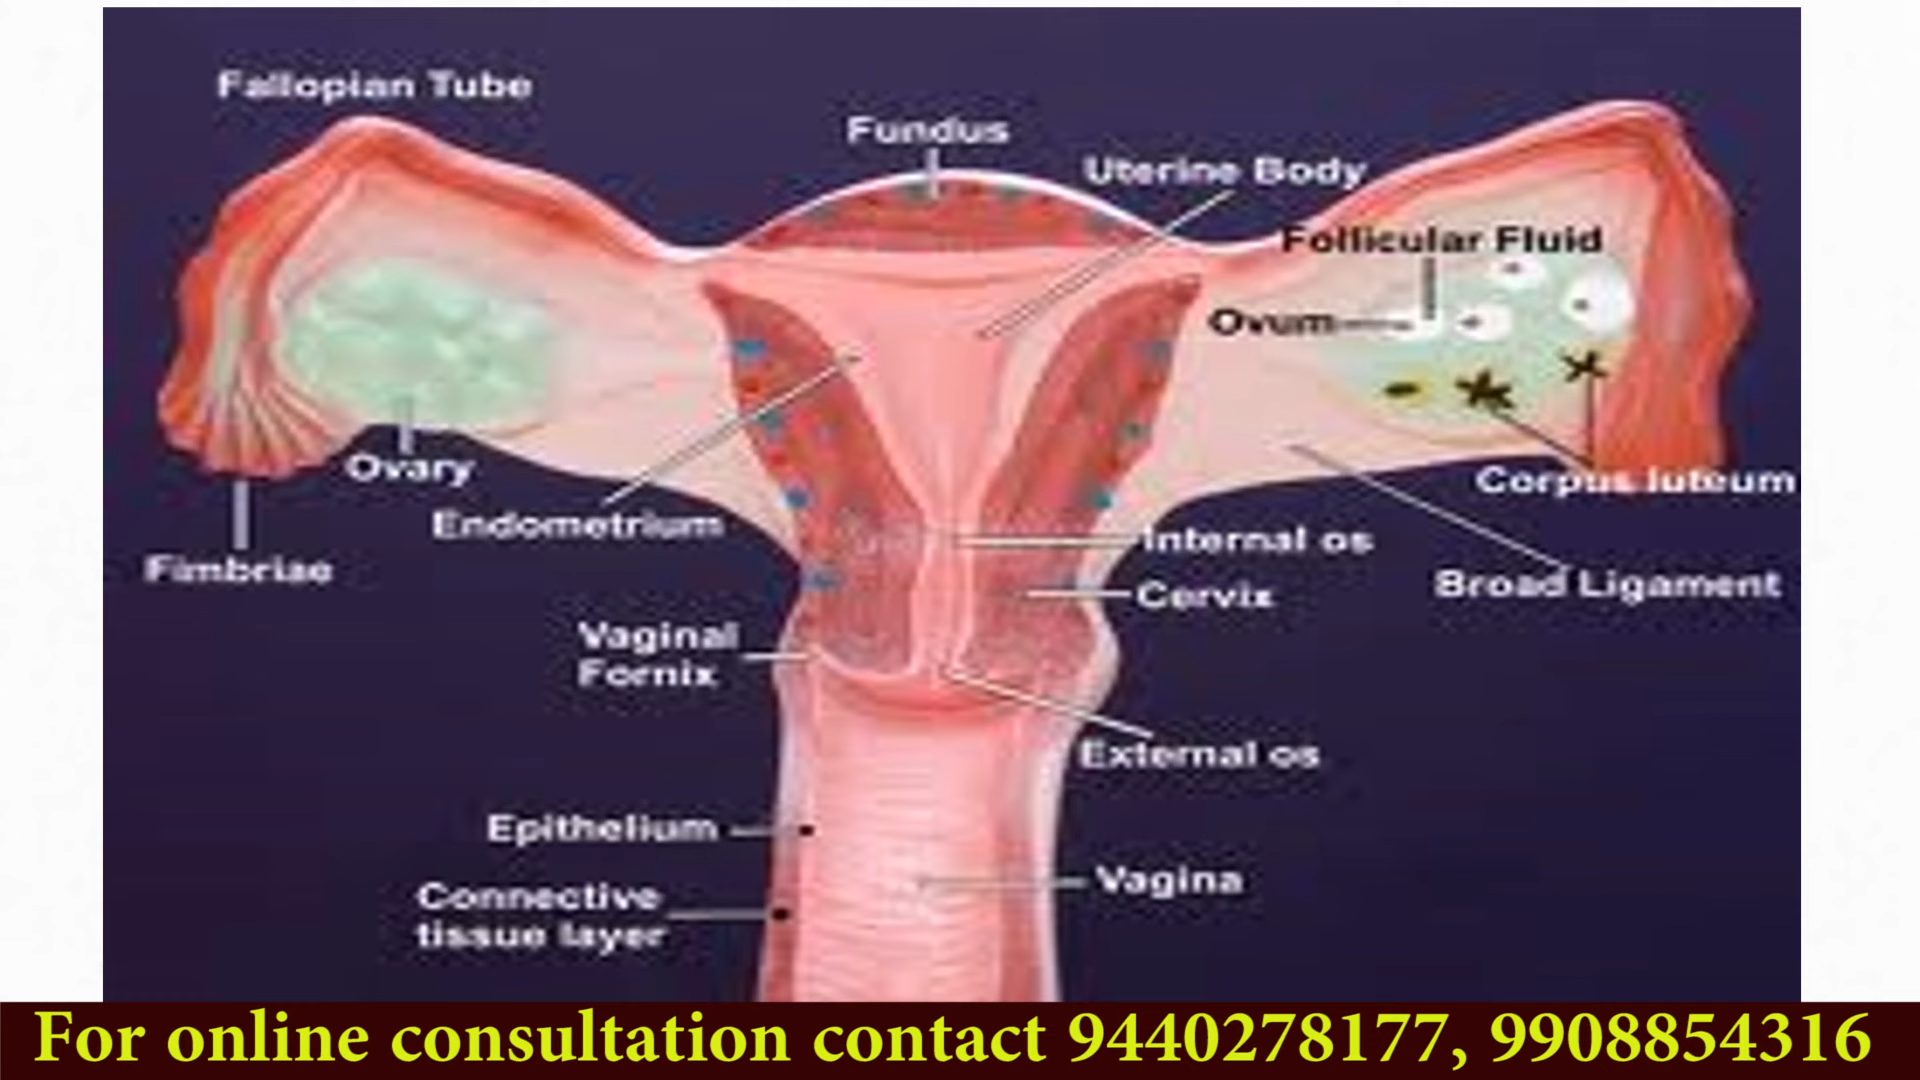 Fallopian Tube
Fundus
Uterine Body
Follicular Fluid
Ovum
Ovary
Corpus luteum
Endometrium
Internal os
Fimbriae
Broad Ligament
Cervix
Vaginal
Fornix
External os
Epithelium
Vagina
Connective
tissue layer
For online consultation contact 9440278177, 9908854316